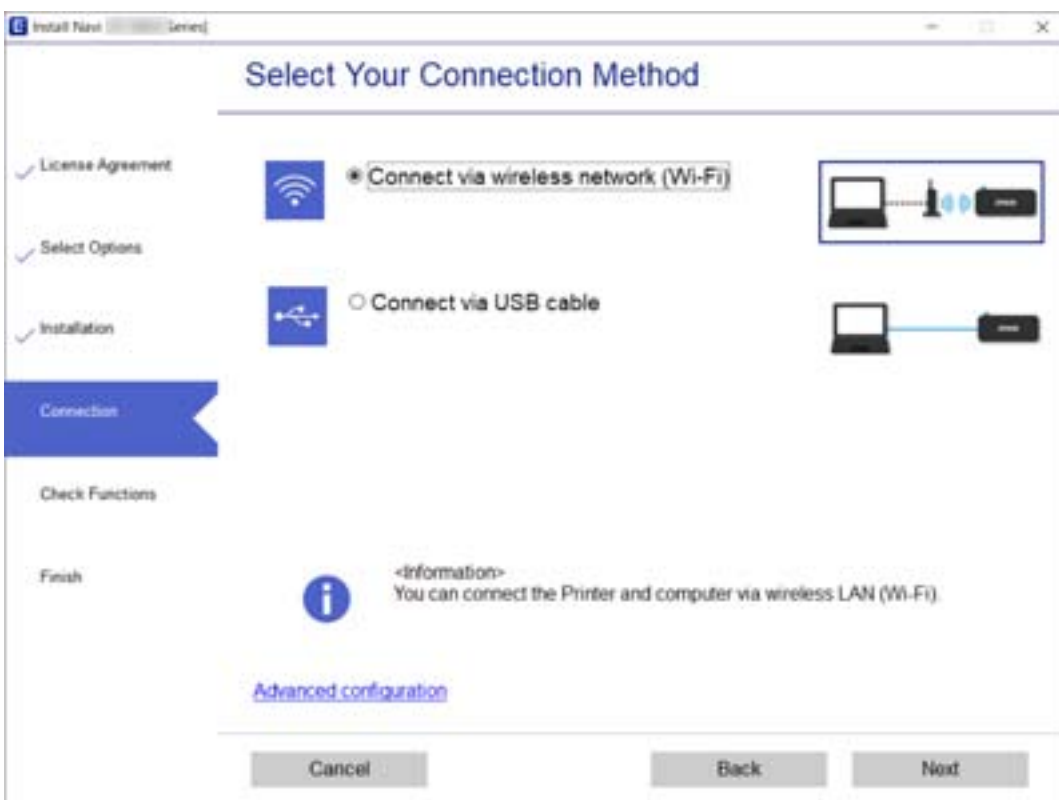 Install Navi Series]
Select Your Connection Method
License Agreement
Select Options
Installation
Connection
Check Functions
Finish
Connect via wireless network (Wi-Fi)
Connect via USB cable
<Information>
You can connect the Printer and computer via wireless LAN (Wi-Fi).
Advanced configuration
Cancel
Back
Next